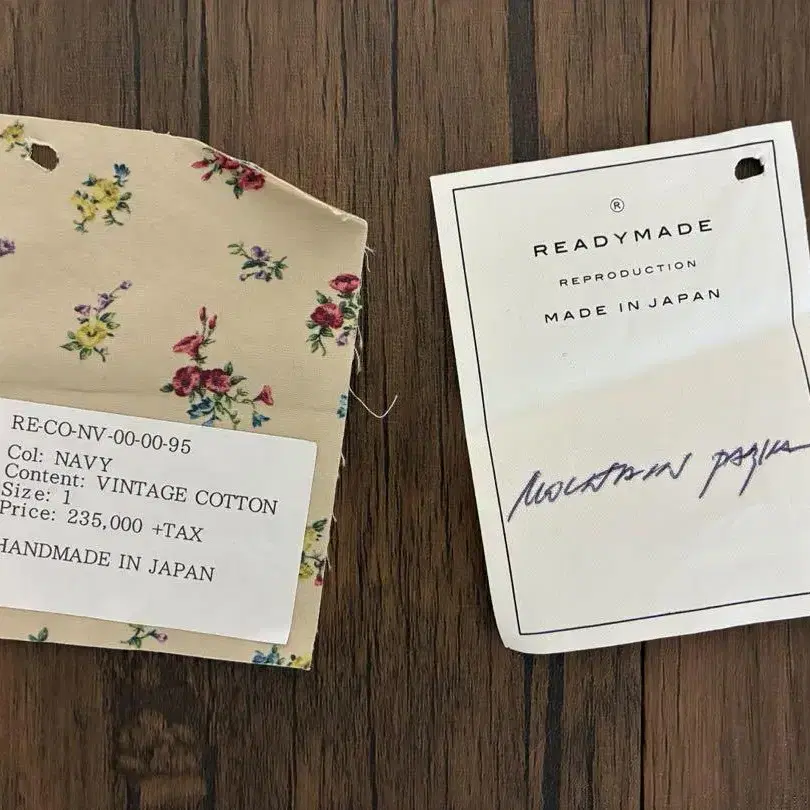 RE-CO-NV-00-00-95
Col: NAVY
Content: VINTAGE COTTON
Size: 1
Price: 235,000 +TAX
HANDMADE IN JAPAN
®
READYMADE
REPRODUCTION
MADE IN JAPAN
MOUNTAIN